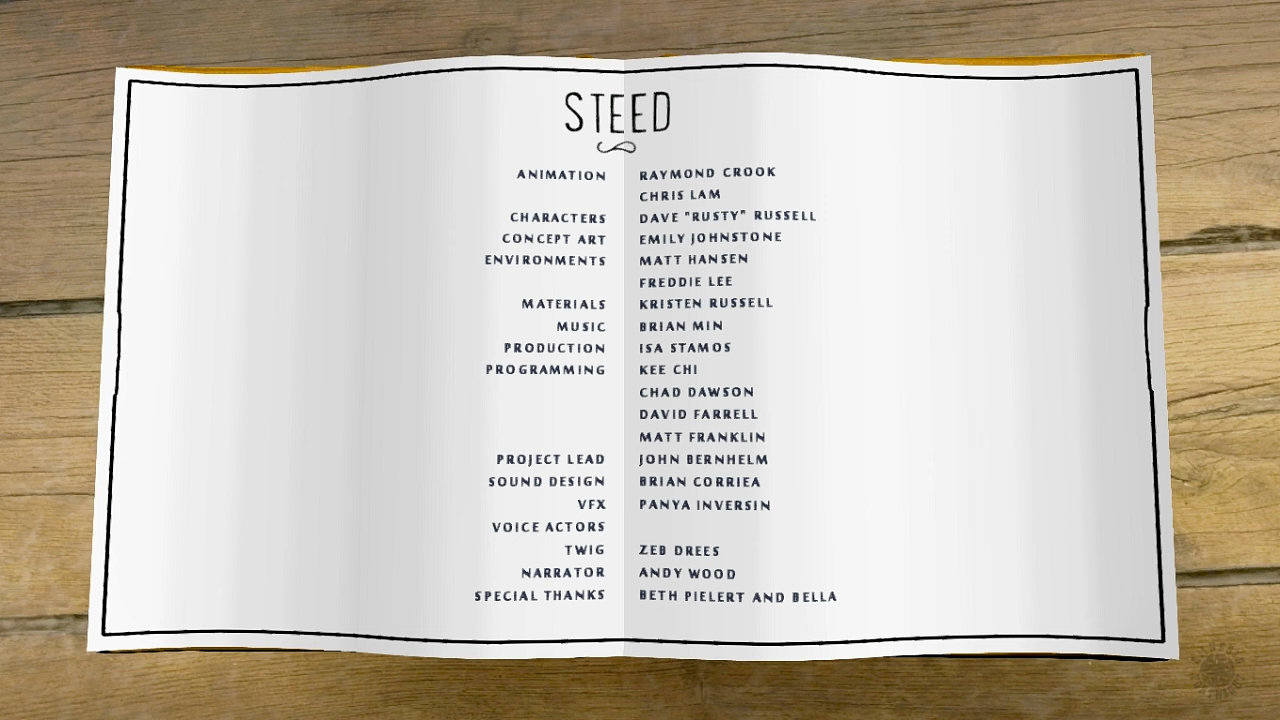 STEED
ANIMATION RAYMOND CROOK
CHRIS LAM
CHARACTERS DAVE "RUSTY" RUSSELL
CONCEPT ART EMILY JOHNSTONE
ENVIRONMENTS MATT HANSEN
FREDDIE LEE
MATERIALS KRISTEN RUSSELL
MUSIC BRIAN MIN
PRODUCTION ISA STAMOS
PROGRAMMING KEE CHI
CHAD DAWSON
DAVID FARRELL
MATT FRANKLIN
PROJECT LEAD JOHN BERNHELM
SOUND DESIGN BRIAN CORRIEA
VFX PANYA INVERSIN
VOICE ACTORS
TWIG ZEB DREES
NARRATOR ANDY WOOD
SPECIAL THANKS BETH PIELERT AND BELLA